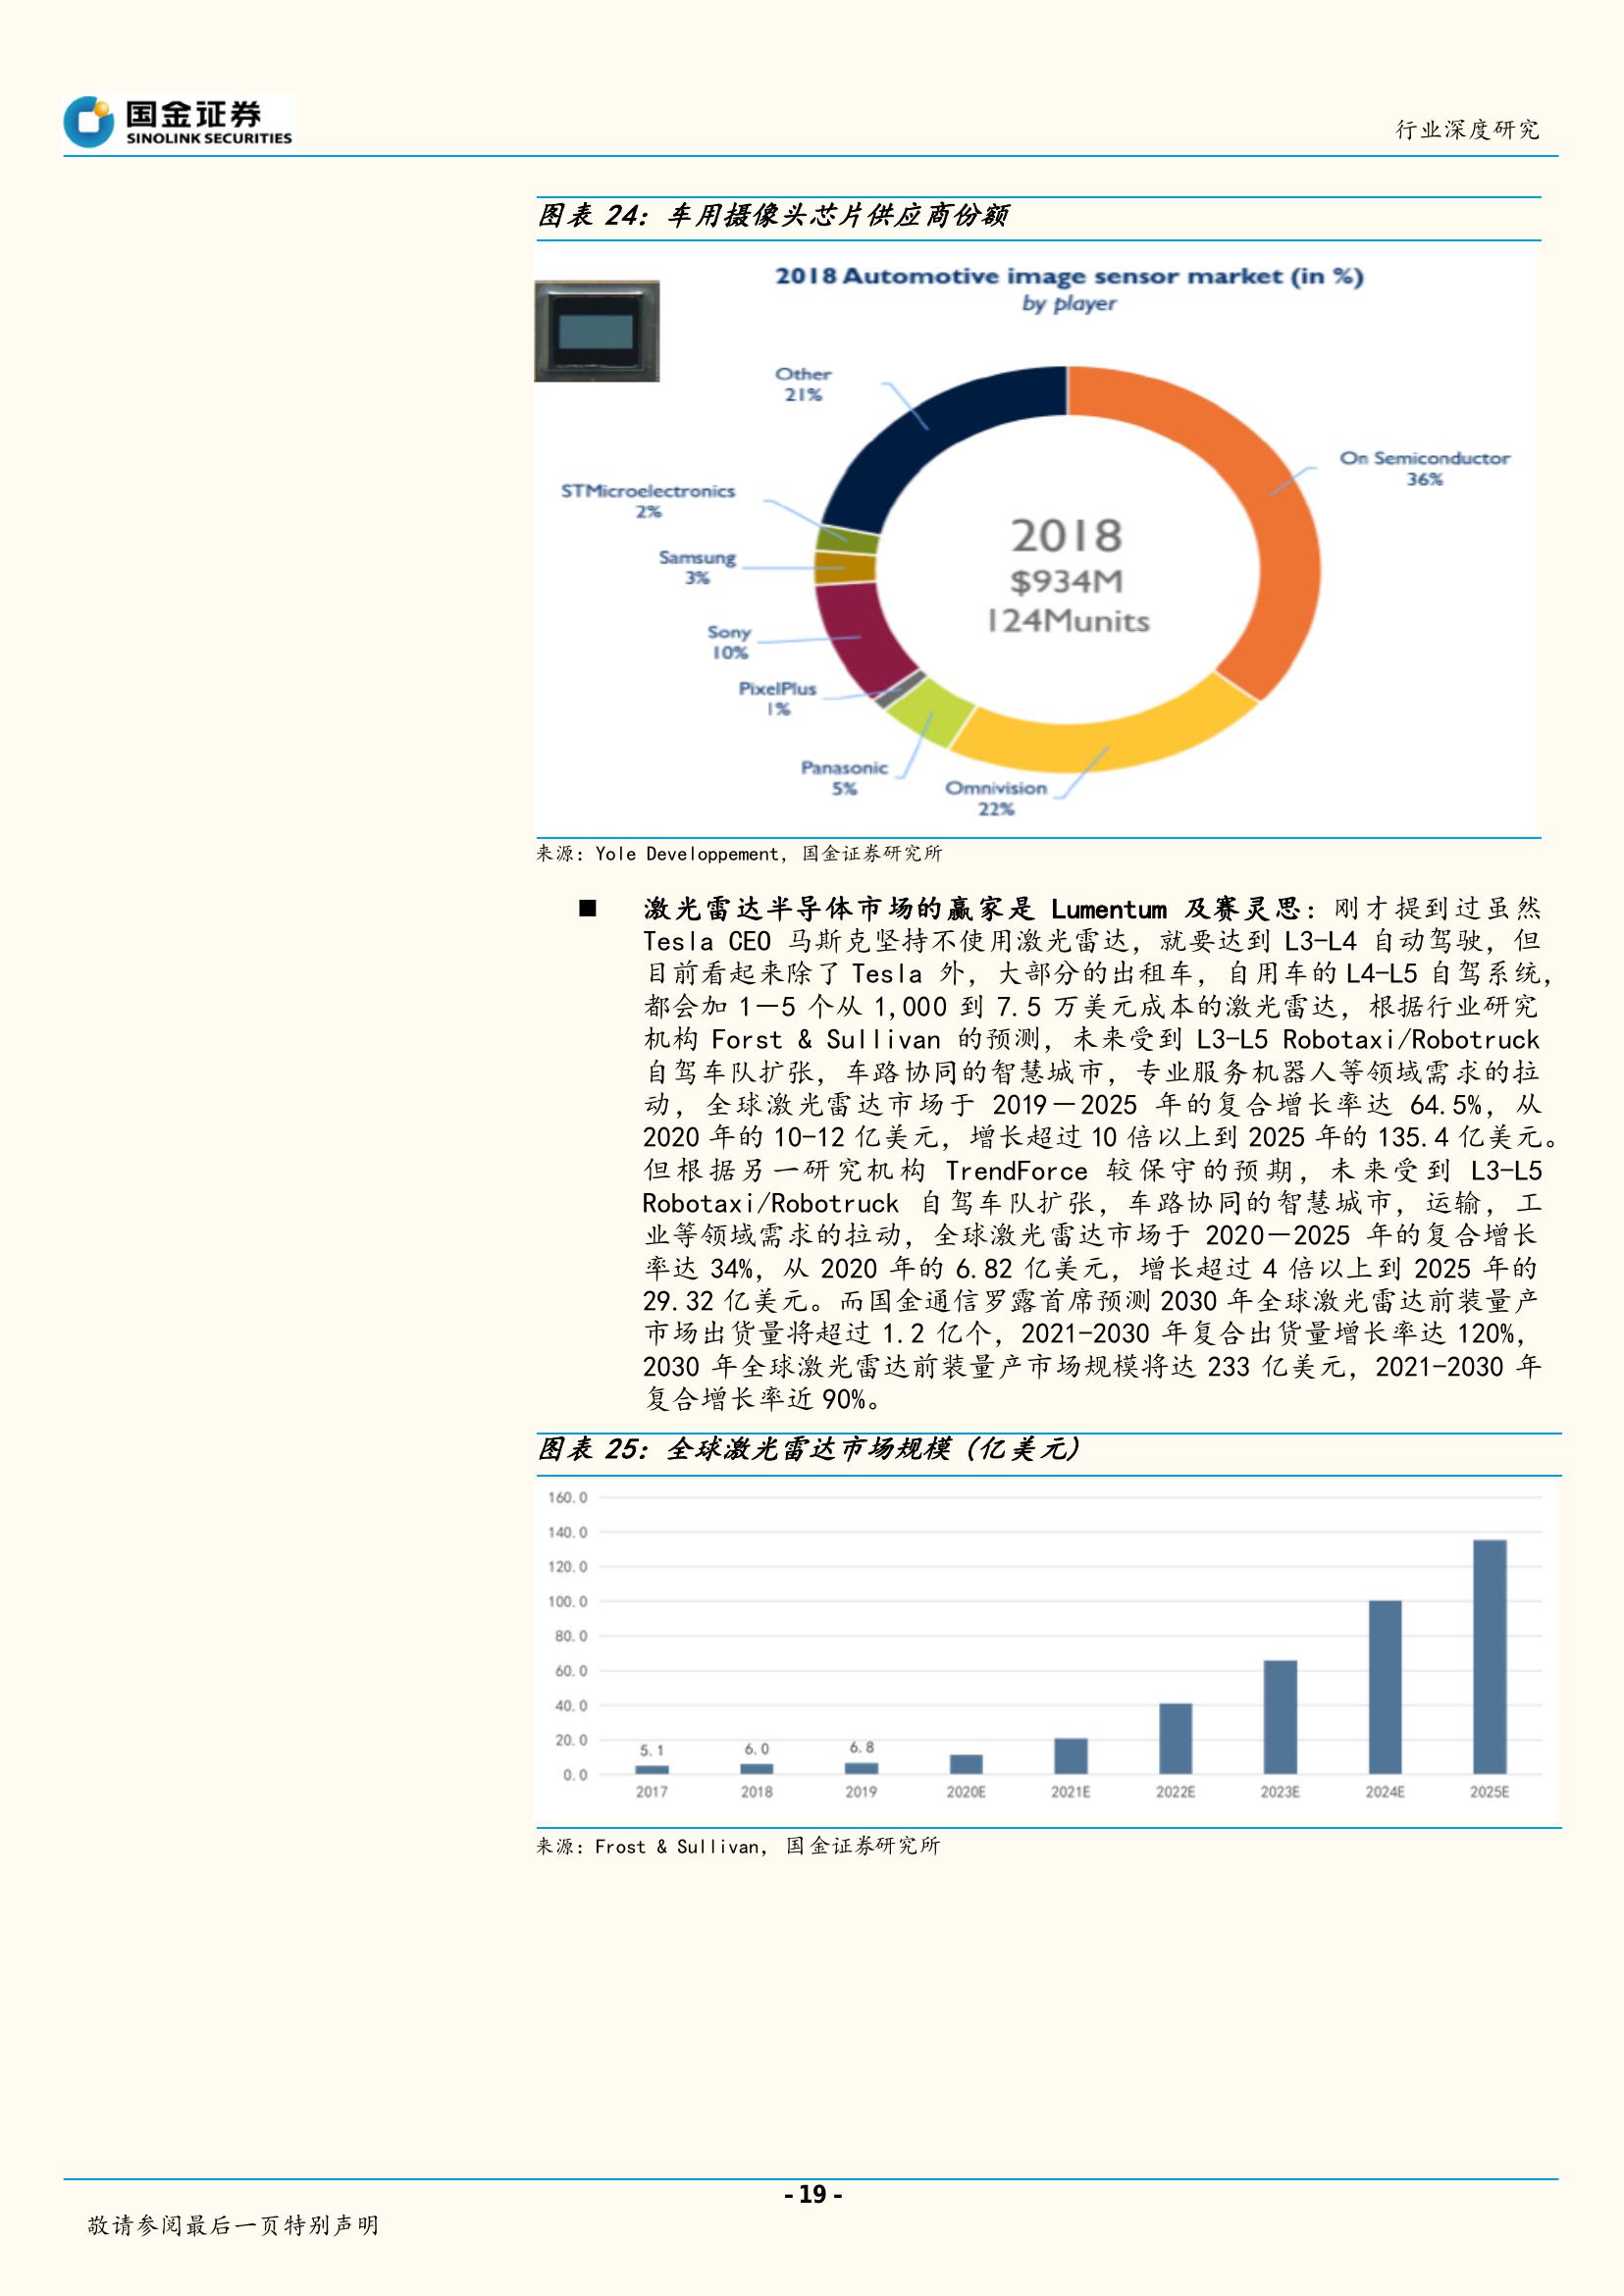 国金证券
SINOLINK SECURITIES
行业深度研究
图表 24：车用摄像头芯片供应商份额
2018 Automotive image sensor market (in %)
by player
Other
21%
On Semiconductor
36%
STMicroelectronics
2%
Samsung
3%
Sony
10%
PixelPlus
1%
Panasonic
5%
Omnivision
22%
2018
$934M
124Munits
来源：Yole Developpement，国金证券研究所
■ 激光雷达半导体市场的赢家是 Lumentum 及赛灵思：刚才提到过虽然
Tesla CEO 马斯克坚持不使用激光雷达，就要达到 L3-L4 自动驾驶，但
目前看起来除了 Tesla 外，大部分的出租车，自用车的 L4-L5 自驾系统，
都会加 1－5 个从 1,000 到 7.5 万美元成本的激光雷达，根据行业研究
机构 Forst & Sullivan 的预测，未来受到 L3-L5 Robotaxi/Robotruck
自驾车队扩张，车路协同的智慧城市，专业服务机器人等领域需求的拉
动，全球激光雷达市场于 2019－2025 年的复合增长率达 64.5%，从
2020 年的 10-12 亿美元，增长超过 10 倍以上到 2025 年的 135.4 亿美元。
但根据另一研究机构 TrendForce 较保守的预期，未来受到 L3-L5
Robotaxi/Robotruck 自驾车队扩张，车路协同的智慧城市，运输，工
业等领域需求的拉动，全球激光雷达市场于 2020－2025 年的复合增长
率达 34%，从 2020 年的 6.82 亿美元，增长超过 4 倍以上到 2025 年的
29.32 亿美元。而国金通信罗露首席预测 2030 年全球激光雷达前装量产
市场出货量将超过 1.2 亿个，2021-2030 年复合出货量增长率达 120%，
2030 年全球激光雷达前装量产市场规模将达 233 亿美元，2021-2030 年
复合增长率近 90%。
图表 25：全球激光雷达市场规模（亿美元）
160.0
140.0
120.0
100.0
80.0
60.0
40.0
20.0
0.0
5.1
6.0
6.8
2017 2018 2019 2020E 2021E 2022E 2023E 2024E 2025E
来源：Frost & Sullivan，国金证券研究所
- 19 -
敬请参阅最后一页特别声明